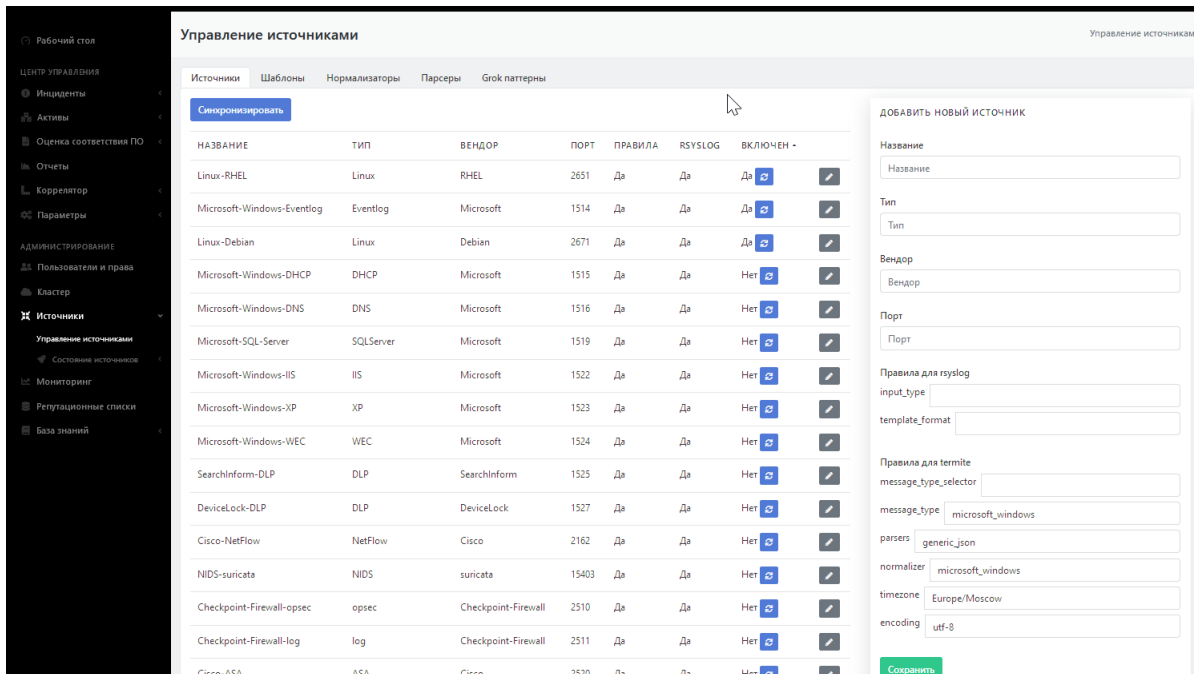 Рабочий стол
ЦЕНТР УПРАВЛЕНИЯ
Инциденты
Активы
Оценка соответствия ПО
Отчеты
Коррелятор
Параметры
АДМИНИСТРИРОВАНИЕ
Пользователи и права
Кластер
Источники
Управление источниками
Состояние источников
Мониторинг
Репутационные списки
База знаний
Управление источниками
Управление источникам
Источники Шаблоны Нормализаторы Парсеры Grok паттерны
Синхронизировать
НАЗВАНИЕ ТИП ВЕНДОР ПОРТ ПРАВИЛА RSYSLOG ВКЛЮЧЕН
Linux-RHEL Linux RHEL 2651 Да Да Да
Microsoft-Windows-Eventlog Eventlog Microsoft 1514 Да Да Да
Linux-Debian Linux Debian 2671 Да Да Да
Microsoft-Windows-DHCP DHCP Microsoft 1515 Да Да Нет
Microsoft-Windows-DNS DNS Microsoft 1516 Да Да Нет
Microsoft-SQL-Server SQLServer Microsoft 1519 Да Да Нет
Microsoft-Windows-IIS IIS Microsoft 1522 Да Да Нет
Microsoft-Windows-XP XP Microsoft 1523 Да Да Нет
Microsoft-Windows-WEC WEC Microsoft 1524 Да Да Нет
SearchInform-DLP DLP SearchInform 1525 Да Да Нет
DeviceLock-DLP DLP DeviceLock 1527 Да Да Нет
Cisco-NetFlow NetFlow Cisco 2162 Да Да Нет
NIDS-suricata NIDS suricata 15403 Да Да Нет
Checkpoint-Firewall-opsec opsec Checkpoint-Firewall 2510 Да Да Нет
Checkpoint-Firewall-log log Checkpoint-Firewall 2511 Да Да Нет
Cisco-ASA ASA Cisco 2520 Да Да Нет
ДОБАВИТЬ НОВЫЙ ИСТОЧНИК
Название
Название
Тип
Тип
Вендор
Вендор
Порт
Порт
Правила для rsyslog
input_type
template_format
Правила для termite
message_type_selector
message_type microsoft_windows
parsers generic_json
normalizer microsoft_windows
timezone Europe/Moscow
encoding utf-8
Сохранить